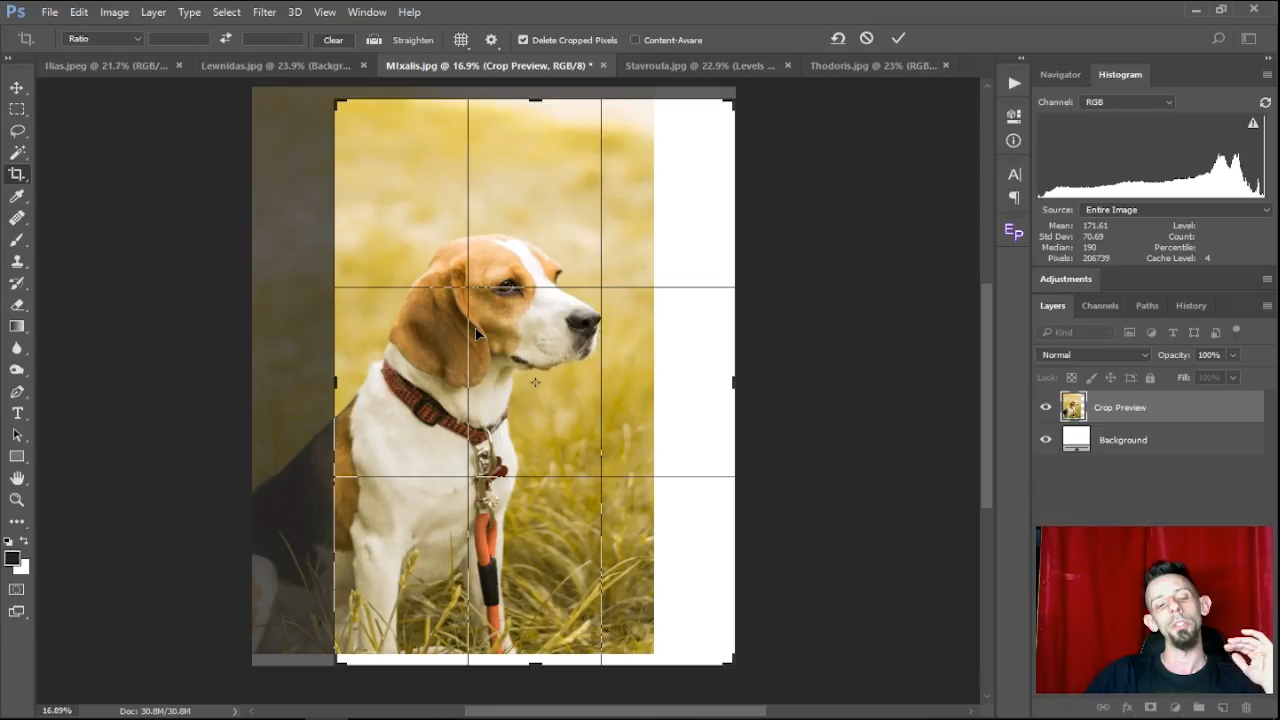 Ps File Edit Image Layer Type Select Filter 3D View Window Help
Ratio Clear Straighten Delete Cropped Pixels Content-Aware
Ilias.jpeg @ 21.7% (RGB/... × Lewnidas.jpg @ 23.9% (Backgr... × MIxalis.jpg @ 16.9% (Crop Preview, RGB/8) * × Stavroula.jpg @ 22.9% (Levels ... × Thodoris.jpg @ 23% (RGB... ×
Navigator Histogram
Channel: RGB
Source: Entire Image
Mean: 171.61 Level:
Std Dev: 70.69 Count:
Median: 190 Percentile:
Pixels: 206739 Cache Level: 4
Adjustments
Layers Channels Paths History
Kind
Normal Opacity: 100%
Lock: Fill: 100%
Crop Preview
Background
Ep
16.89% Doc: 30.8M/30.8M